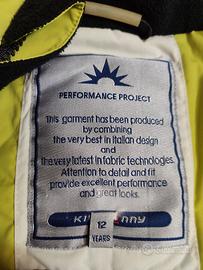 PERFORMANCE PROJECT
This garment has been produced
by combining
the very best in Italian design
and
the very latest in fabric technologies.
Attention to detail and fit
provide excellent performance
and great looks.
12
YEARS